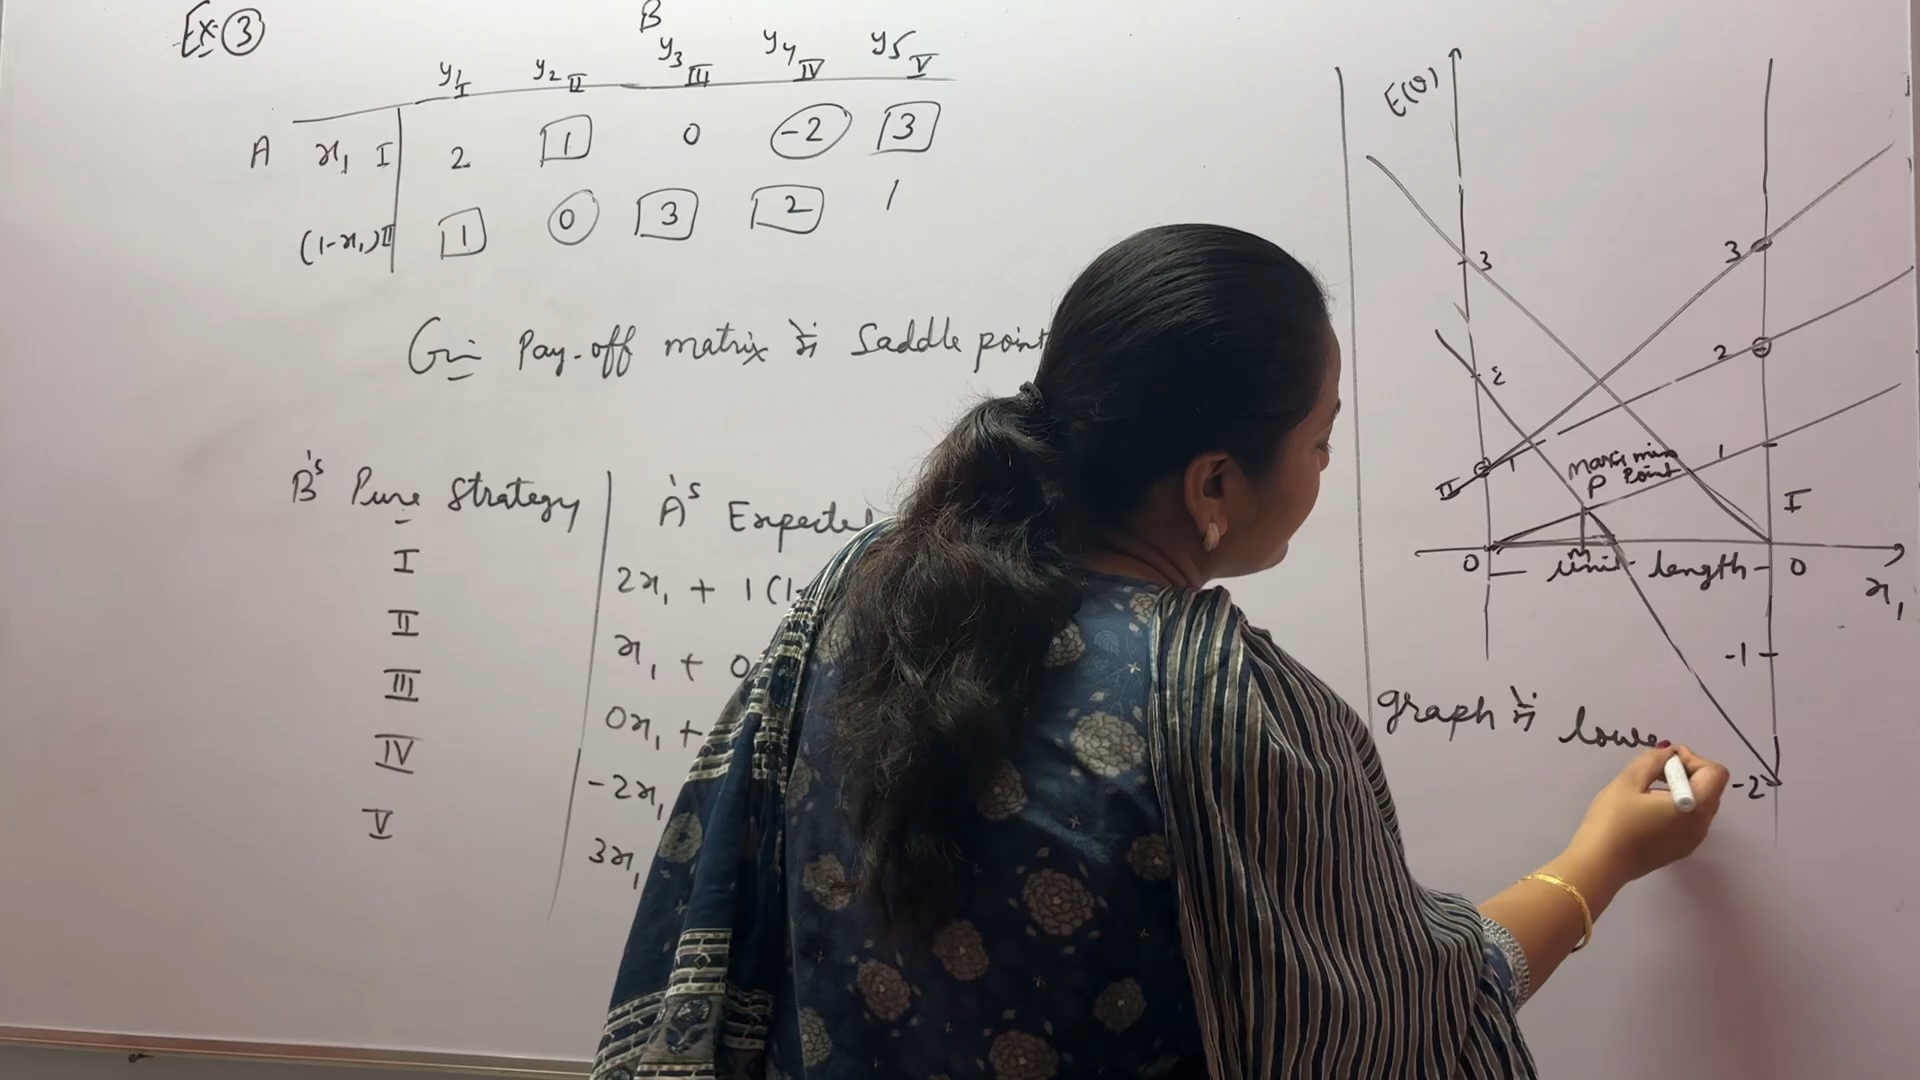 Ex: ③
B
y1 I y2 II y3 III y4 IV y5 V
A x1 I 2 1 0 -2 3
(1-x1) II 1 0 3 2 1
Pay-off matrix में Saddle point
B's Pure Strategy
A's Expected
I
2x1 + 1(1-
II
x1 + 0
III
0x1 +
IV
-2x1
V
3x1
E(v)
3
3
2
2
1
1
maximin
Point
P
II
I
0
m
unit length
0
x1
-1
graph में lowe
-2